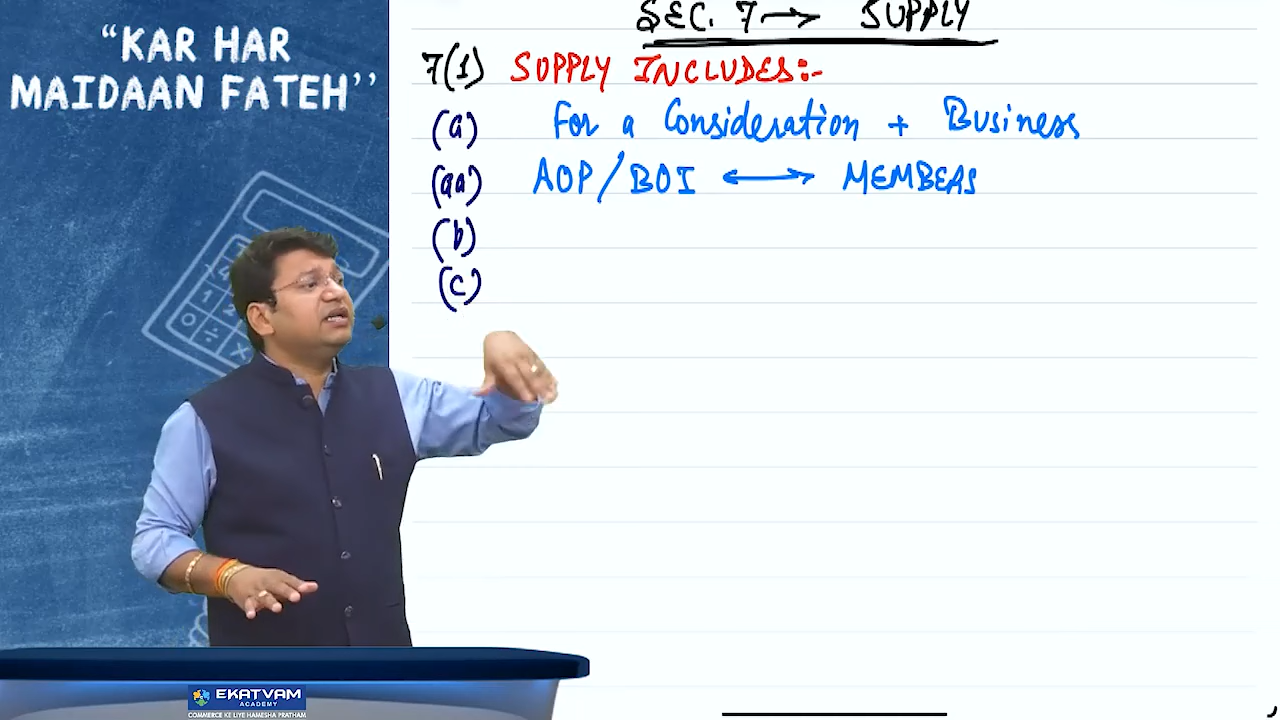 “KAR HAR
MAIDAAN FATEH’’
SEC. 7 → SUPPLY
7(1) SUPPLY INCLUDES:-
(a) For a Consideration + Business
(aa) AOP/BOI ↔ MEMBEAS
(b)
(c)
EKATVAM
ACADEMY
COMMERCE KE LIYE HAMESHA PRATHAM